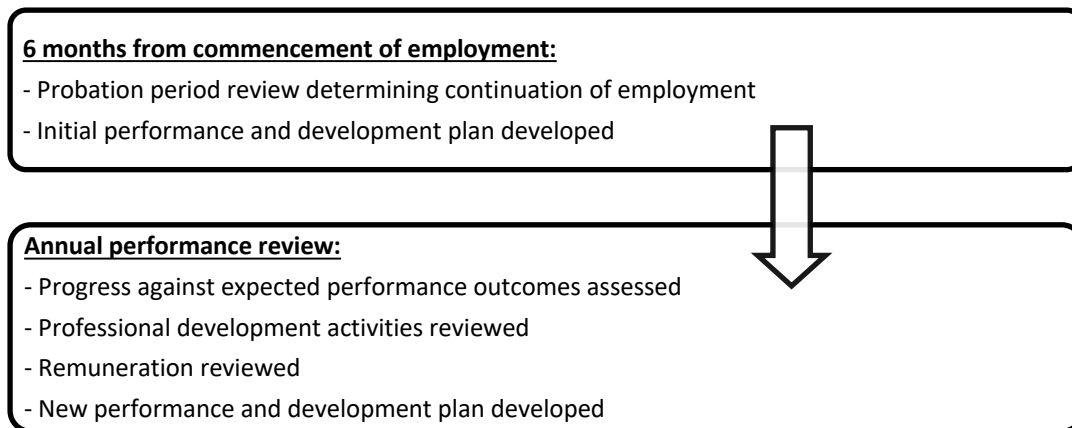 6 months from commencement of employment:
- Probation period review determining continuation of employment
- Initial performance and development plan developed
Annual performance review:
- Progress against expected performance outcomes assessed
- Professional development activities reviewed
- Remuneration reviewed
- New performance and development plan developed